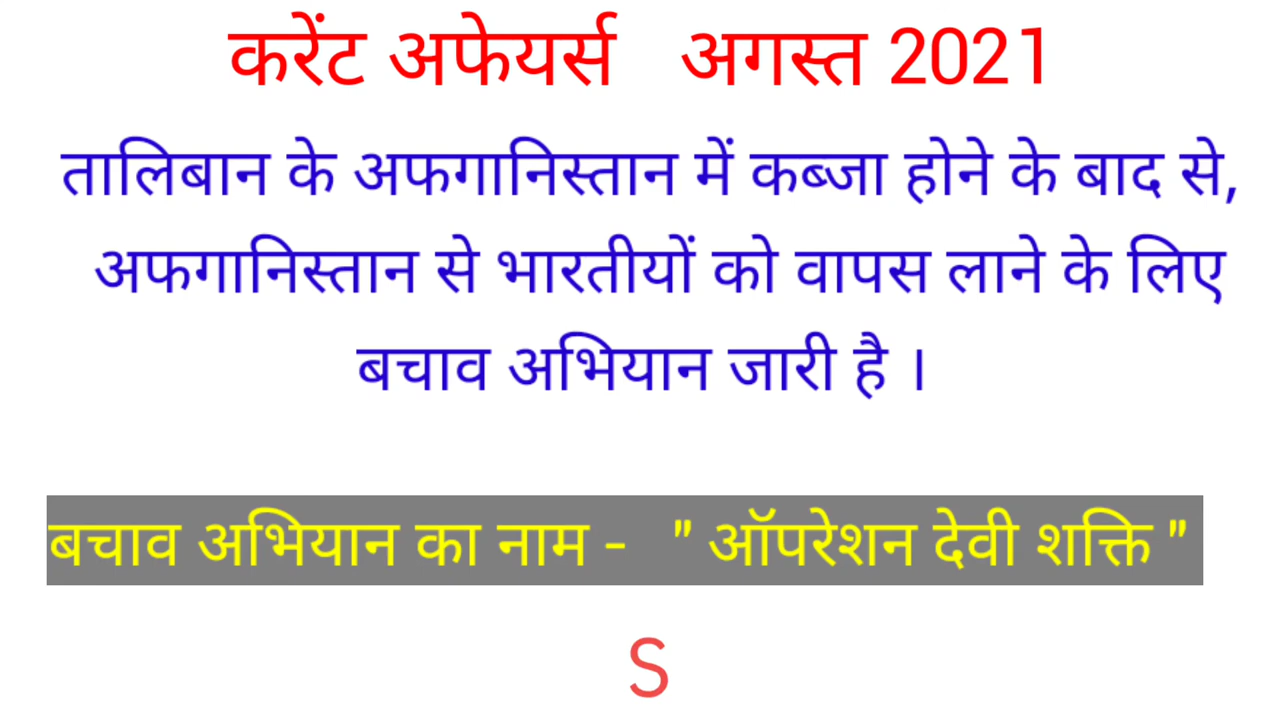 करेंट अफेयर्स अगस्त 2021
तालिबान के अफगानिस्तान में कब्जा होने के बाद से,
अफगानिस्तान से भारतीयों को वापस लाने के लिए
बचाव अभियान जारी है ।
बचाव अभियान का नाम - " ऑपरेशन देवी शक्ति "
S